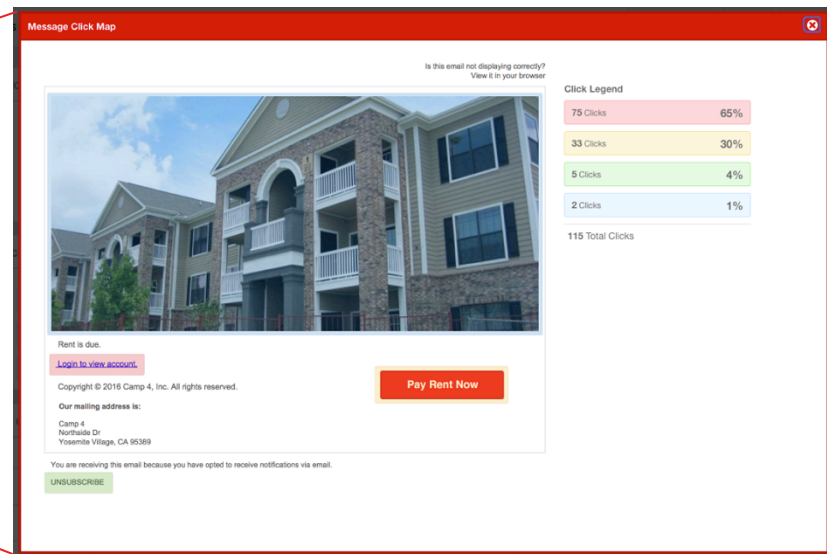 Message Click Map
Is this email not displaying correctly?
View it in your browser
Click Legend
75 Clicks 65%
33 Clicks 30%
5 Clicks 4%
2 Clicks 1%
115 Total Clicks
Rent is due.
Login to view account.
Pay Rent Now
Copyright © 2016 Camp 4, Inc. All rights reserved.
Our mailing address is:
Camp 4
Northside Dr
Yosemite Village, CA 95389
You are receiving this email because you have opted to receive notifications via email.
UNSUBSCRIBE